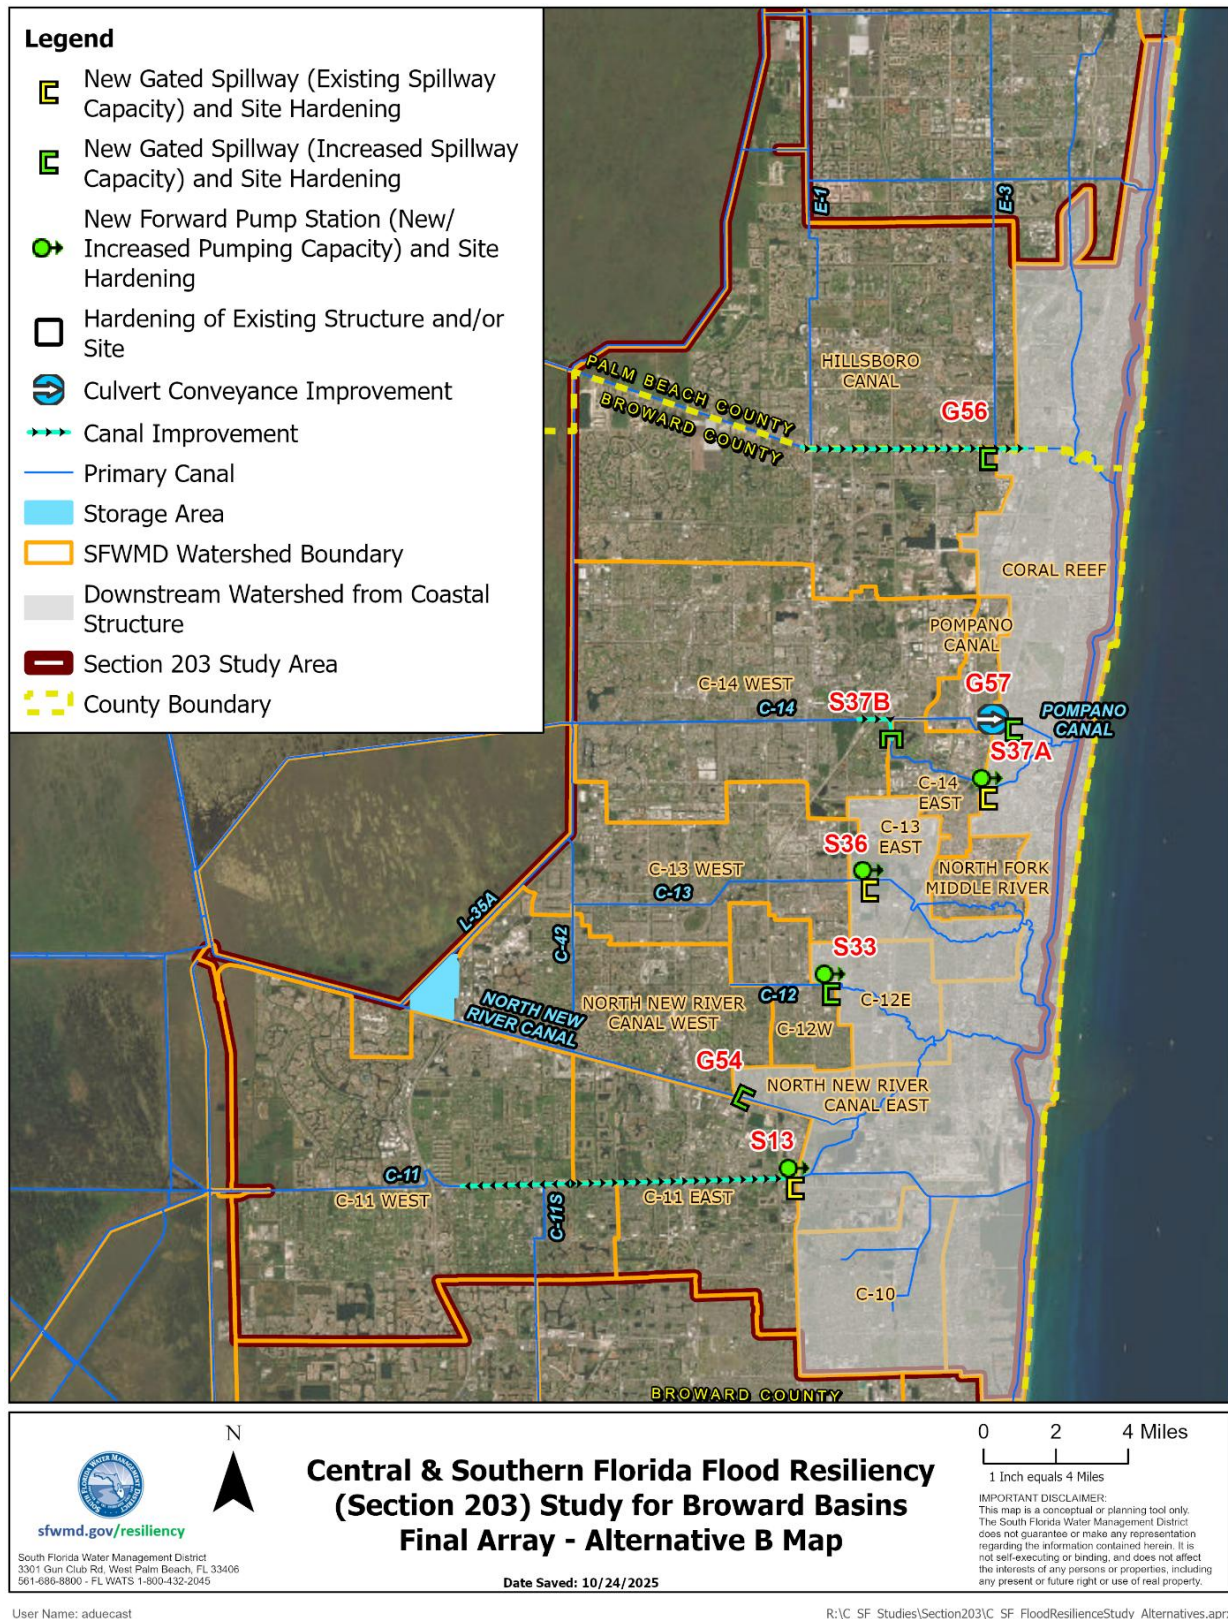 Legend
New Gated Spillway (Existing Spillway
Capacity) and Site Hardening
New Gated Spillway (Increased Spillway
Capacity) and Site Hardening
New Forward Pump Station (New/
Increased Pumping Capacity) and Site
Hardening
Hardening of Existing Structure and/or
Site
Culvert Conveyance Improvement
Canal Improvement
Primary Canal
Storage Area
SFWMD Watershed Boundary
Downstream Watershed from Coastal
Structure
Section 203 Study Area
County Boundary
E-1
E-3
HILLSBORO
CANAL
PALM BEACH COUNTY
BROWARD COUNTY
G56
CORAL REEF
POMPANO
CANAL
C-14 WEST
C-14
S37B
G57
POMPANO
CANAL
S37A
C-14
EAST
C-13
EAST
S36
C-13 WEST
C-13
NORTH FORK
MIDDLE RIVER
L-35A
C-42
S33
NORTH NEW
RIVER CANAL
NORTH NEW RIVER
CANAL WEST
C-12
C-12E
C-12W
G54
NORTH NEW RIVER
CANAL EAST
S13
C-11
C-11 WEST
C-11S
C-11 EAST
C-10
BROWARD COUNTY
SOUTH FLORIDA WATER MANAGEMENT DISTRICT
sfwmd.gov/resiliency
South Florida Water Management District
3301 Gun Club Rd, West Palm Beach, FL 33406
561-686-8800 - FL WATS 1-800-432-2045
N
Central & Southern Florida Flood Resiliency
(Section 203) Study for Broward Basins
Final Array - Alternative B Map
Date Saved: 10/24/2025
0 2 4 Miles
1 Inch equals 4 Miles
IMPORTANT DISCLAIMER:
This map is a conceptual or planning tool only.
The South Florida Water Management District
does not guarantee or make any representation
regarding the information contained herein. It is
not self-executing or binding, and does not affect
the interests of any persons or properties, including
any present or future right or use of real property.
User Name: aduecast
R:\C_SF_Studies\Section203\C_SF_FloodResilienceStudy_Alternatives.apr